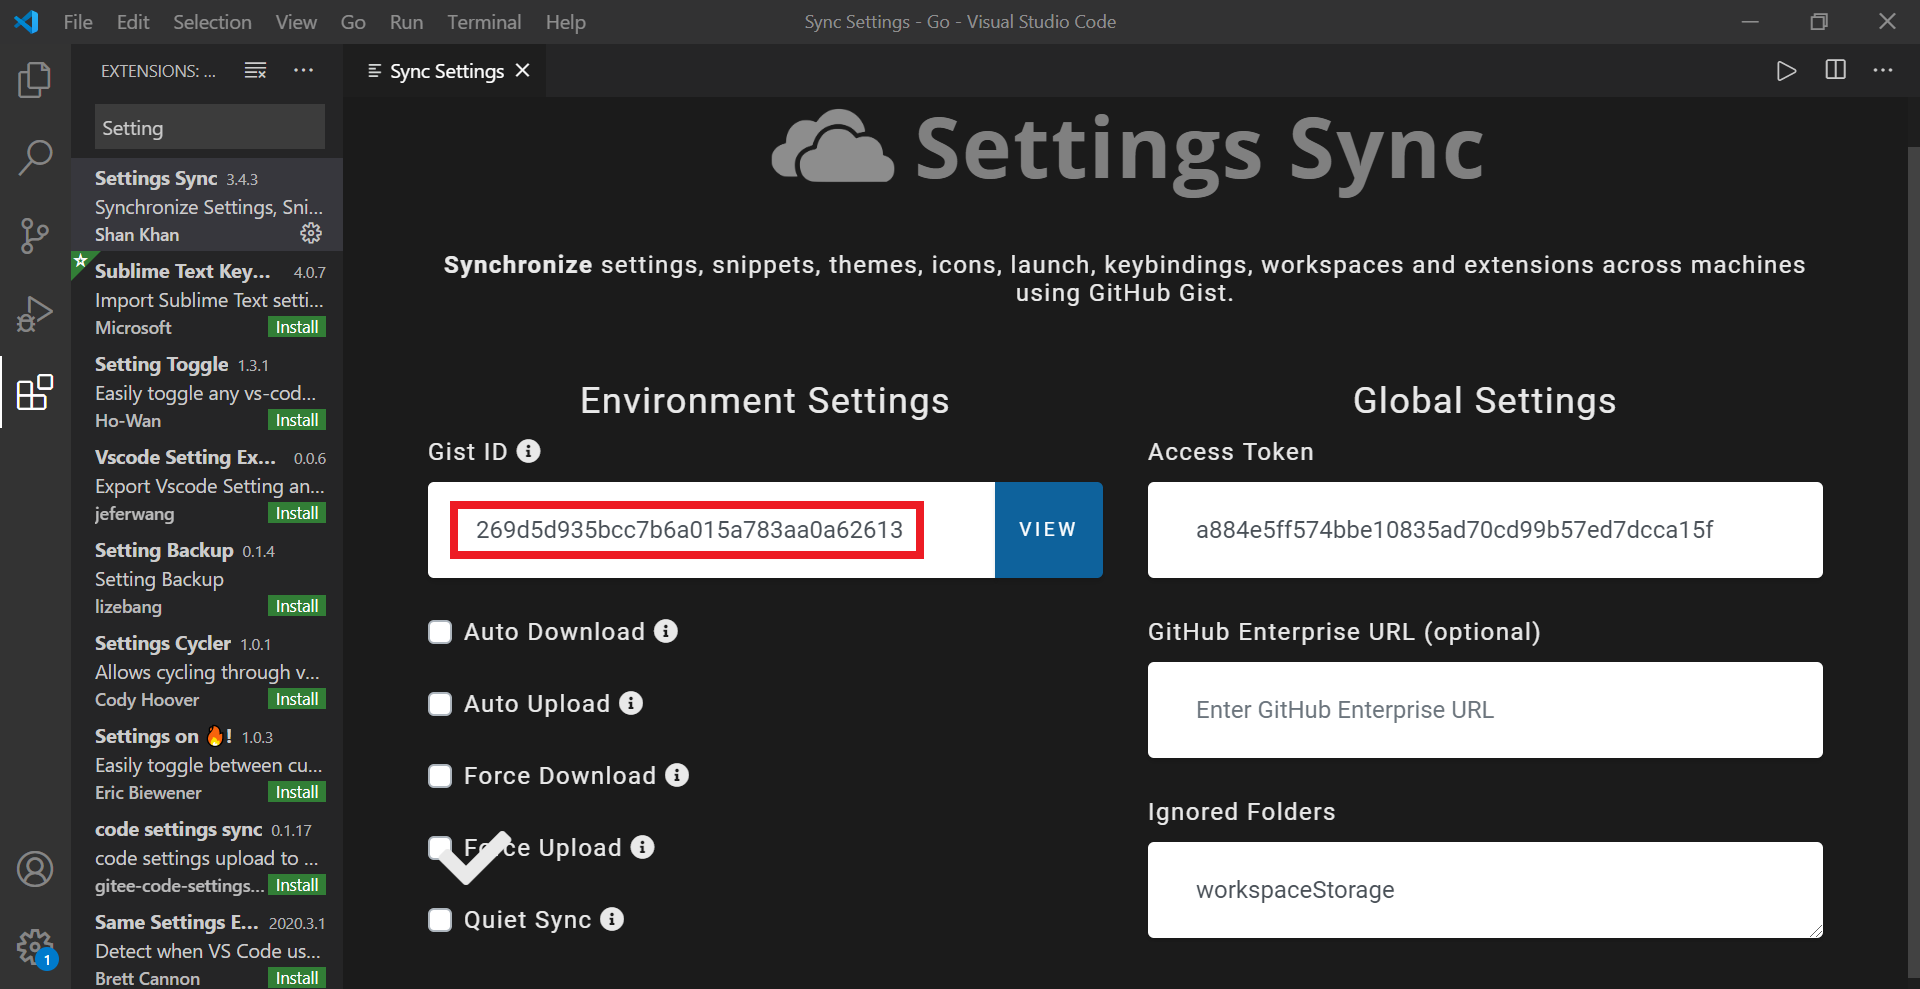 File Edit Selection View Go Run Terminal Help
Sync Settings - Go - Visual Studio Code
EXTENSIONS: ...
Setting
Settings Sync 3.4.3
Synchronize Settings, Sni...
Shan Khan
Sublime Text Key... 4.0.7
Import Sublime Text setti...
Microsoft Install
Setting Toggle 1.3.1
Easily toggle any vs-cod...
Ho-Wan Install
Vscode Setting Ex... 0.0.6
Export Vscode Setting an...
jeferwang Install
Setting Backup 0.1.4
Setting Backup
lizebang Install
Settings Cycler 1.0.1
Allows cycling through v...
Cody Hoover Install
Settings on 🔥! 1.0.3
Easily toggle between cu...
Eric Biewener Install
code settings sync 0.1.17
code settings upload to ...
gitee-code-settings... Install
Same Settings E... 2020.3.1
Detect when VS Code us...
Brett Cannon Install
1
Sync Settings
Settings Sync
Synchronize settings, snippets, themes, icons, launch, keybindings, workspaces and extensions across machines
using GitHub Gist.
Environment Settings
Gist ID
269d5d935bcc7b6a015a783aa0a62613
VIEW
Auto Download
Auto Upload
Force Download
Force Upload
Quiet Sync
Global Settings
Access Token
a884e5ff574bbe10835ad70cd99b57ed7dcca15f
GitHub Enterprise URL (optional)
Enter GitHub Enterprise URL
Ignored Folders
workspaceStorage